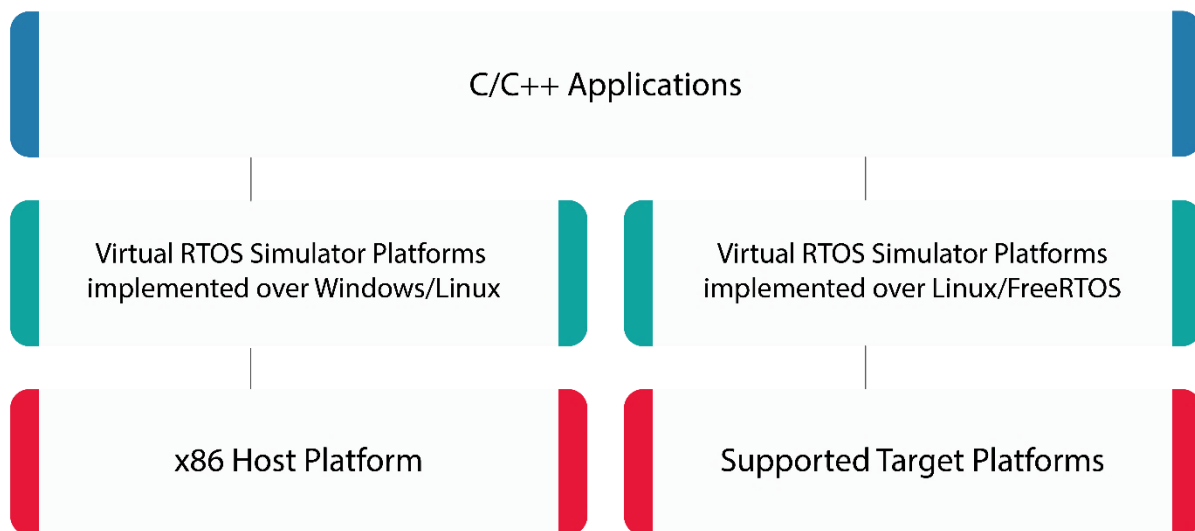 C/C++ Applications
Virtual RTOS Simulator Platforms
implemented over Windows/Linux
Virtual RTOS Simulator Platforms
implemented over Linux/FreeRTOS
x86 Host Platform
Supported Target Platforms